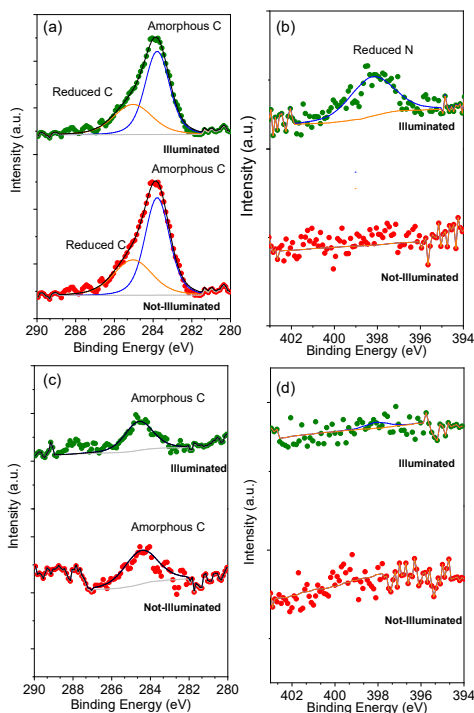 (a)
Amorphous C
Reduced C
Illuminated
Amorphous C
Reduced C
Not-Illuminated
290 288 286 284 282 280
Binding Energy (eV)
Intensity (a.u.)
(b)
Reduced N
Illuminated
Not-Illuminated
402 400 398 396 394
Binding Energy (eV)
Intensity (a.u.)
(c)
Amorphous C
Illuminated
Amorphous C
Not-Illuminated
290 288 286 284 282 280
Binding Energy (eV)
Intensity (a.u.)
(d)
Illuminated
Not-Illuminated
402 400 398 396 394
Binding Energy (eV)
Intensity (a.u.)